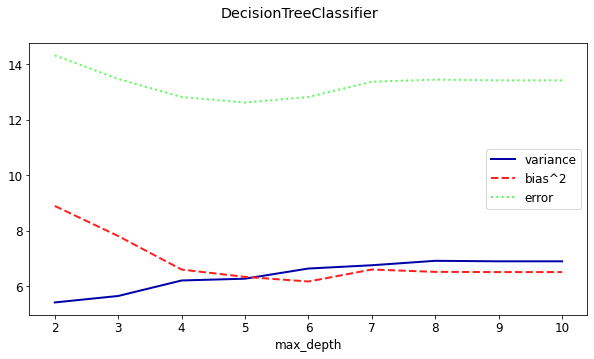 DecisionTreeClassifier
14
12
10
8
6
variance
bias^2
error
2 3 4 5 6 7 8 9 10
max_depth